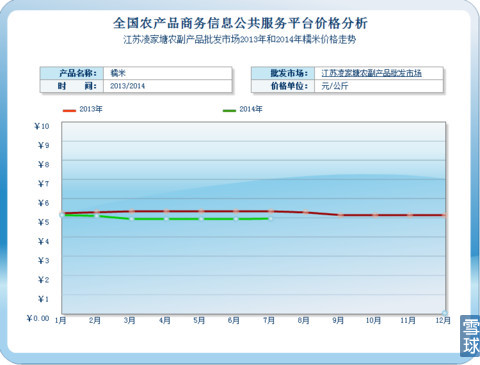 全国农产品商务信息公共服务平台价格分析
江苏凌家塘农副产品批发市场2013年和2014年糯米价格走势
产品名称: 糯米 批发市场: 江苏凌家塘农副产品批发市场
时 间: 2013/2014 价格单位: 元/公斤
2013年 2014年
¥10
¥9
¥8
¥7
¥6
¥5
¥4
¥3
¥2
¥1
¥0.00
1月 2月 3月 4月 5月 6月 7月 8月 9月 10月 11月 12月
雪球